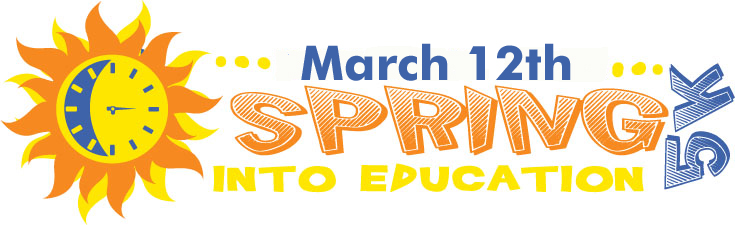 March 12th
SPRING
INTO EDUCATION
5K